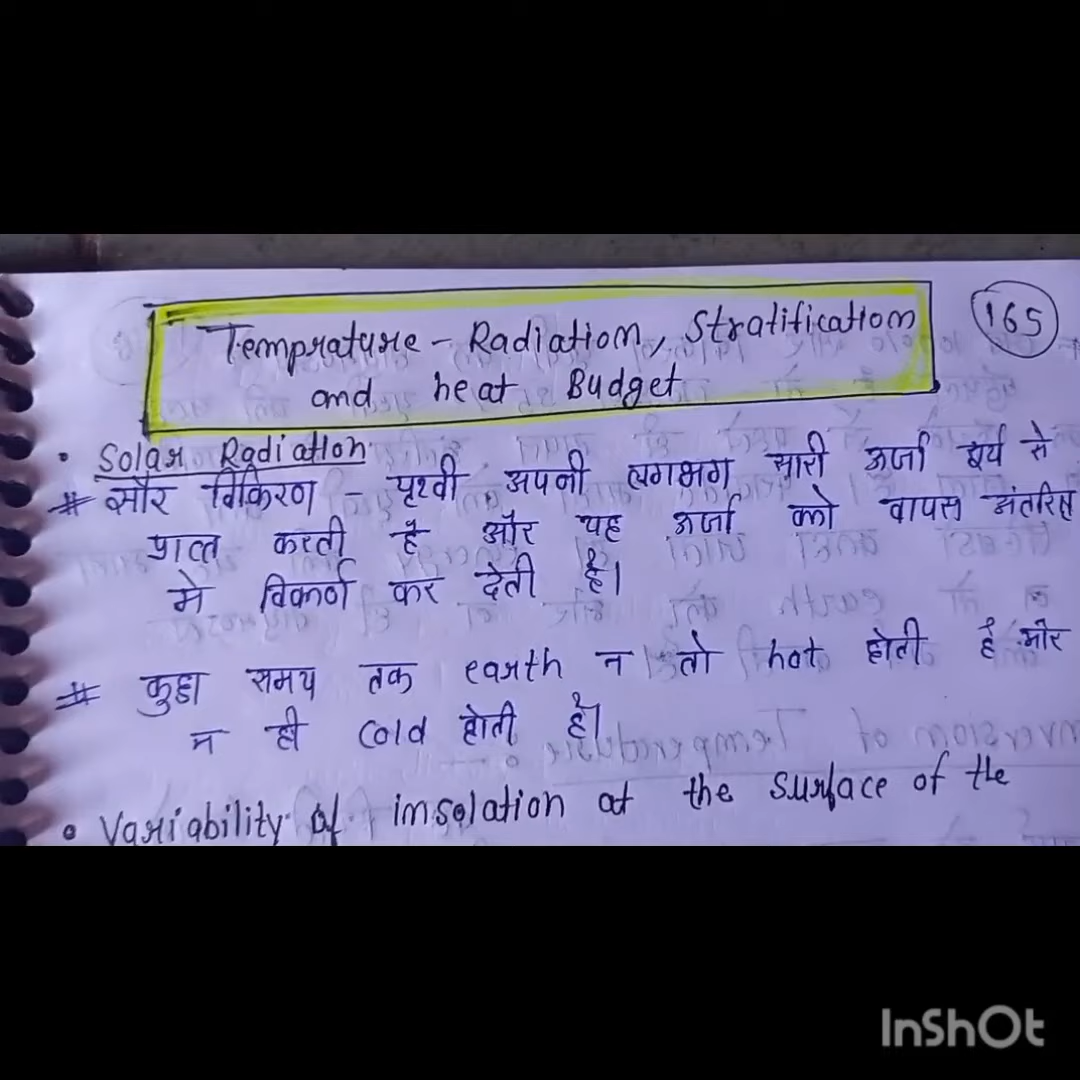 Temprature - Radiation, Stratification
165
and heat Budget
• Solar Radiation
# सौर विकिरण - पृथ्वी अपनी लगभग सारी ऊर्जा सूर्य से
प्राप्त करती है और यह ऊर्जा को वापस अंतरिक्ष
मे विकर्ण कर देती है।
# कुछ समय तक earth न तो hot होती है और
न ही cold होती है।
• Variability of insolation at the surface of the
InShOt